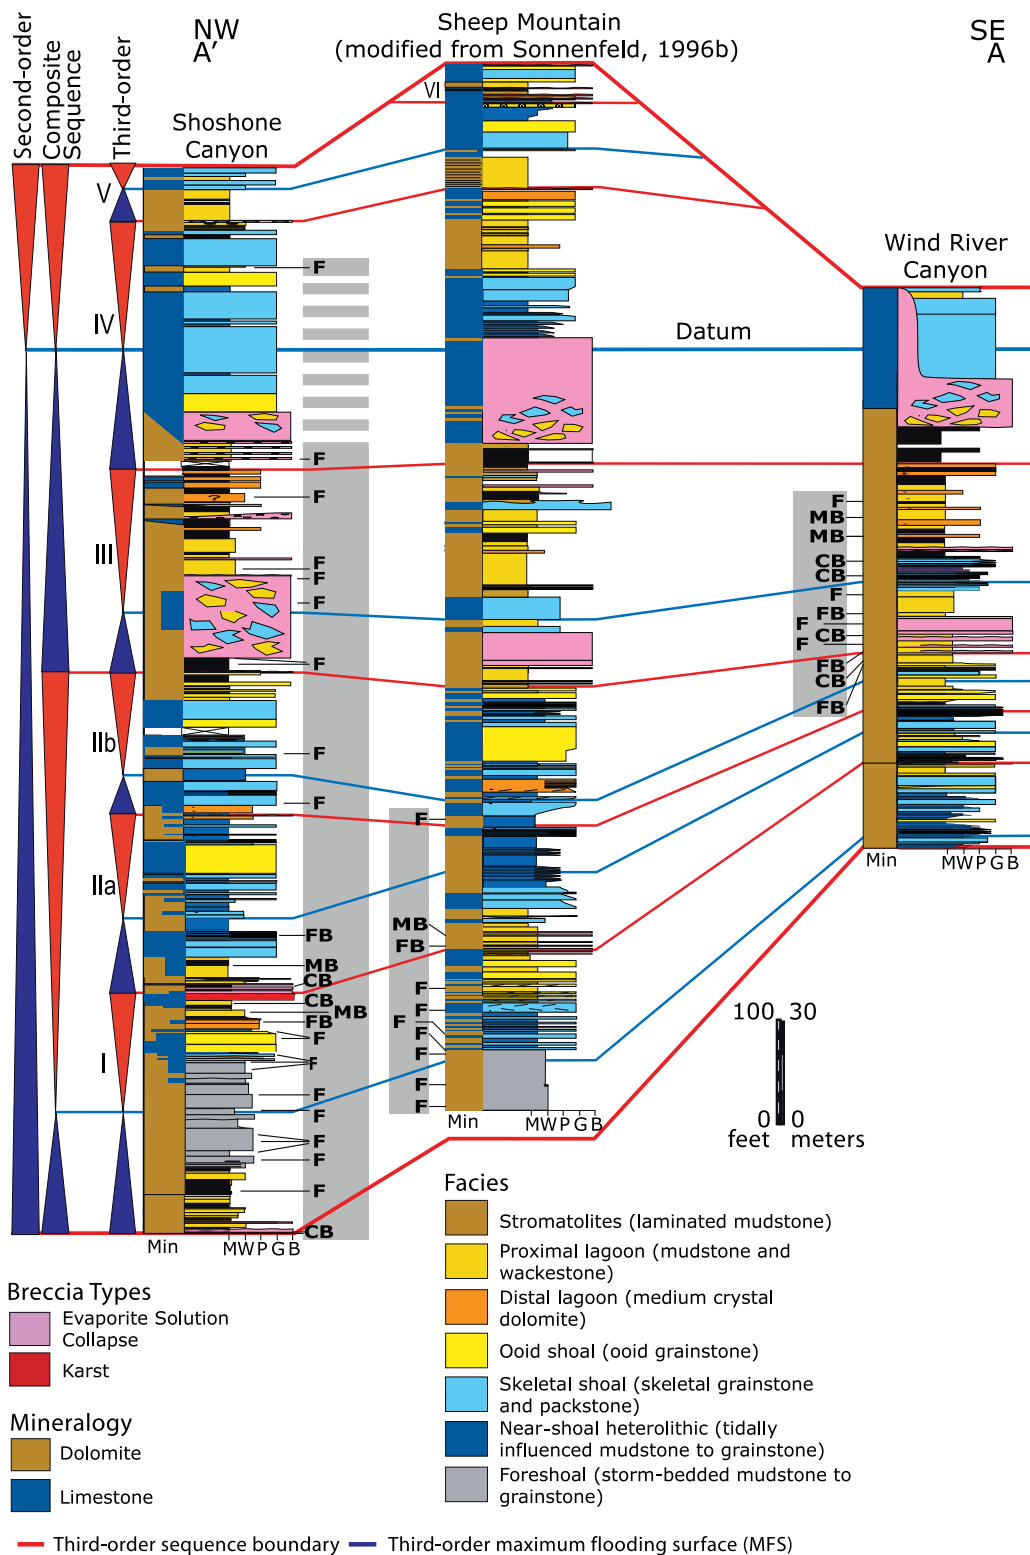 Second-order
Composite
Sequence
Third-order
NW
A'
Sheep Mountain
(modified from Sonnenfeld, 1996b)
SE
A
Shoshone
Canyon
Wind River
Canyon
Datum
VI
V
IV
III
IIb
IIa
I
F
F
F
F
F
F
F
F
F
FB
MB
CB
CB
MB
FB
F
F
F
F
F
F
F
CB
F
MB
FB
F
F
F
F
F
F
F
F
MB
MB
CB
CB
F
FB
F
CB
F
FB
CB
FB
Min
M W P G B
Min
M W P G B
Min
M W P G B
100 30
0 0
feet meters
Facies
Stromatolites (laminated mudstone)
Proximal lagoon (mudstone and
wackestone)
Distal lagoon (medium crystal
dolomite)
Ooid shoal (ooid grainstone)
Skeletal shoal (skeletal grainstone
and packstone)
Near-shoal heterolithic (tidally
influenced mudstone to grainstone)
Foreshoal (storm-bedded mudstone to
grainstone)
Breccia Types
Evaporite Solution
Collapse
Karst
Mineralogy
Dolomite
Limestone
Third-order sequence boundary
Third-order maximum flooding surface (MFS)
?